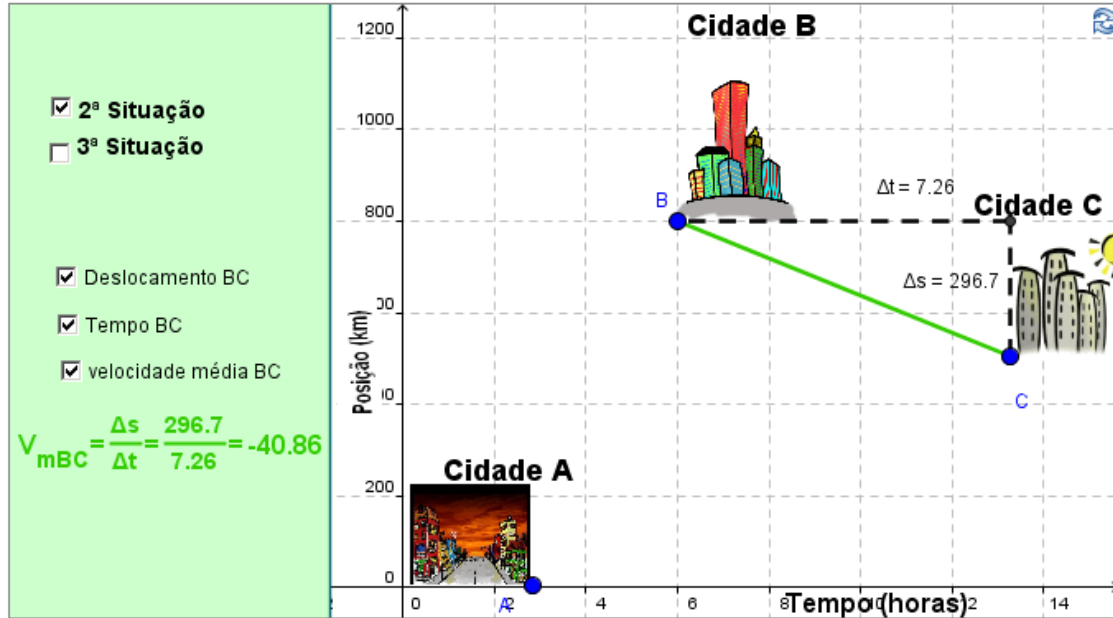 2ª Situação
3ª Situação
Deslocamento BC
Tempo BC
velocidade média BC
V mBC = Δs/Δt = 296.7/7.26 = -40.86
Cidade B
1200
1000
800
200
0
Posição (km)
B
Δt = 7.26
Cidade C
Δs = 296.7
C
Cidade A
A
0
2
4
6
8
Tempo (horas)
14